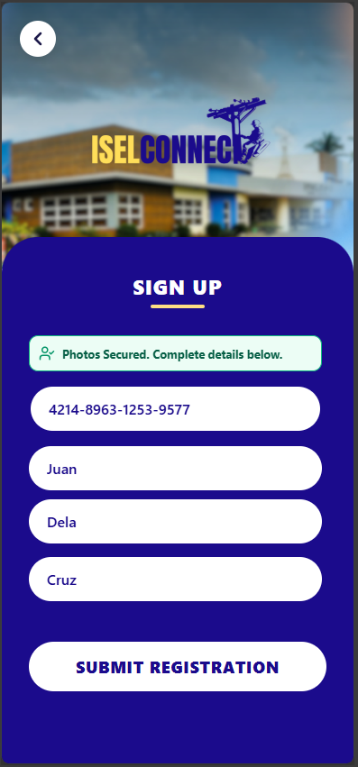 ISELCONNECT
SIGN UP
Photos Secured. Complete details below.
4214-8963-1253-9577
Juan
Dela
Cruz
SUBMIT REGISTRATION